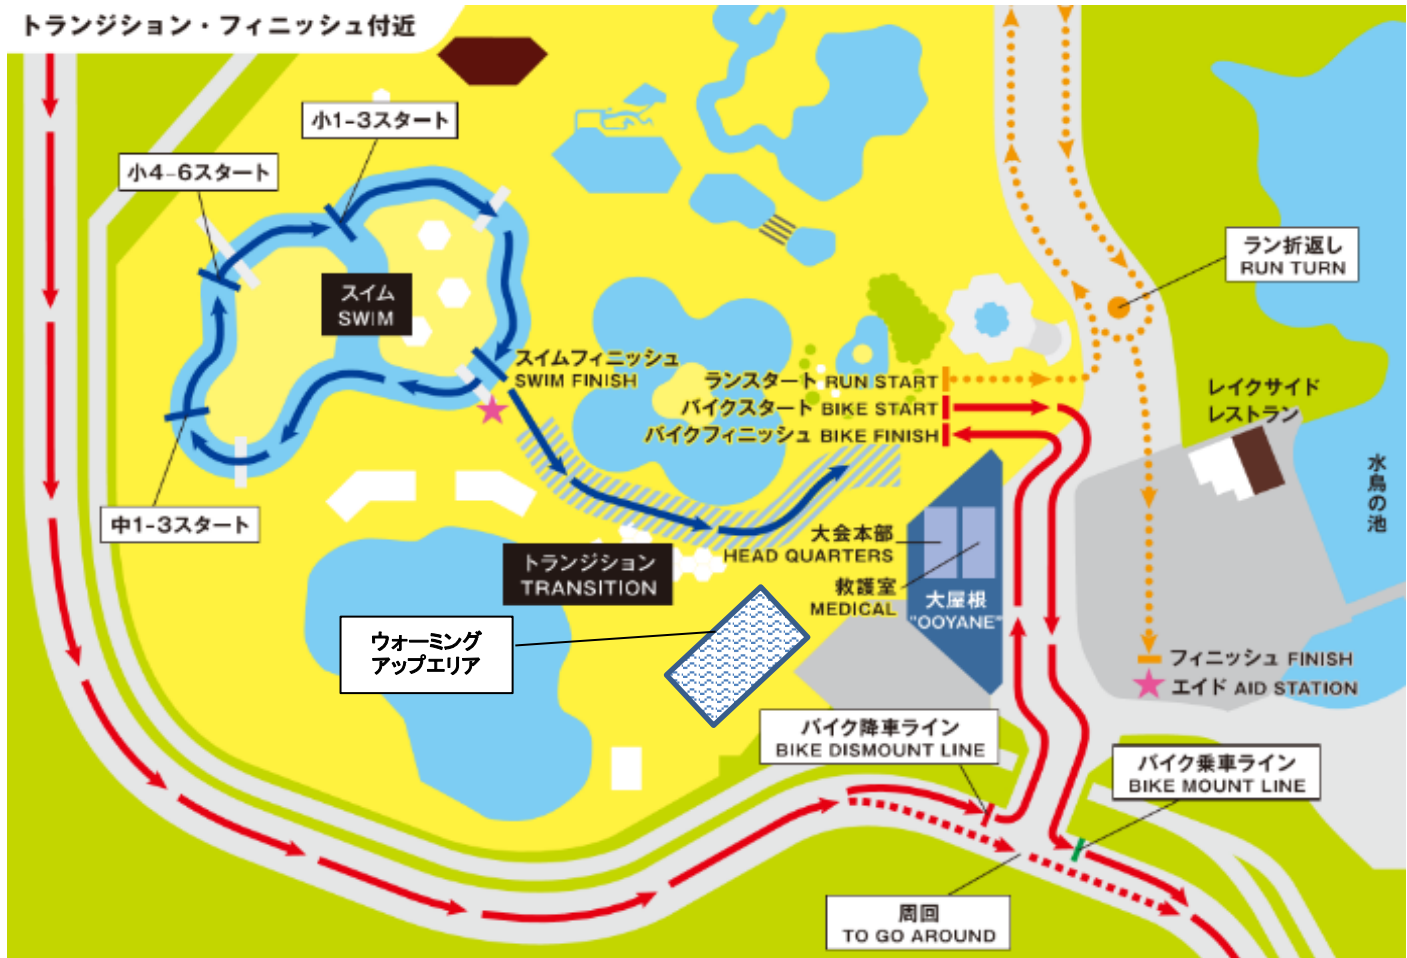 トランジション・フィニッシュ付近
小1-3スタート
小4-6スタート
ラン折返し
RUN TURN
スイム
SWIM
スイムフィニッシュ
SWIM FINISH
ランスタート RUN START
バイクスタート BIKE START
バイクフィニッシュ BIKE FINISH
レイクサイド
レストラン
水鳥の池
中1-3スタート
大会本部
HEAD QUARTERS
トランジション
TRANSITION
救護室
MEDICAL
大屋根
"OOYANE"
ウォーミング
アップエリア
フィニッシュ FINISH
エイド AID STATION
バイク降車ライン
BIKE DISMOUNT LINE
バイク乗車ライン
BIKE MOUNT LINE
周回
TO GO AROUND